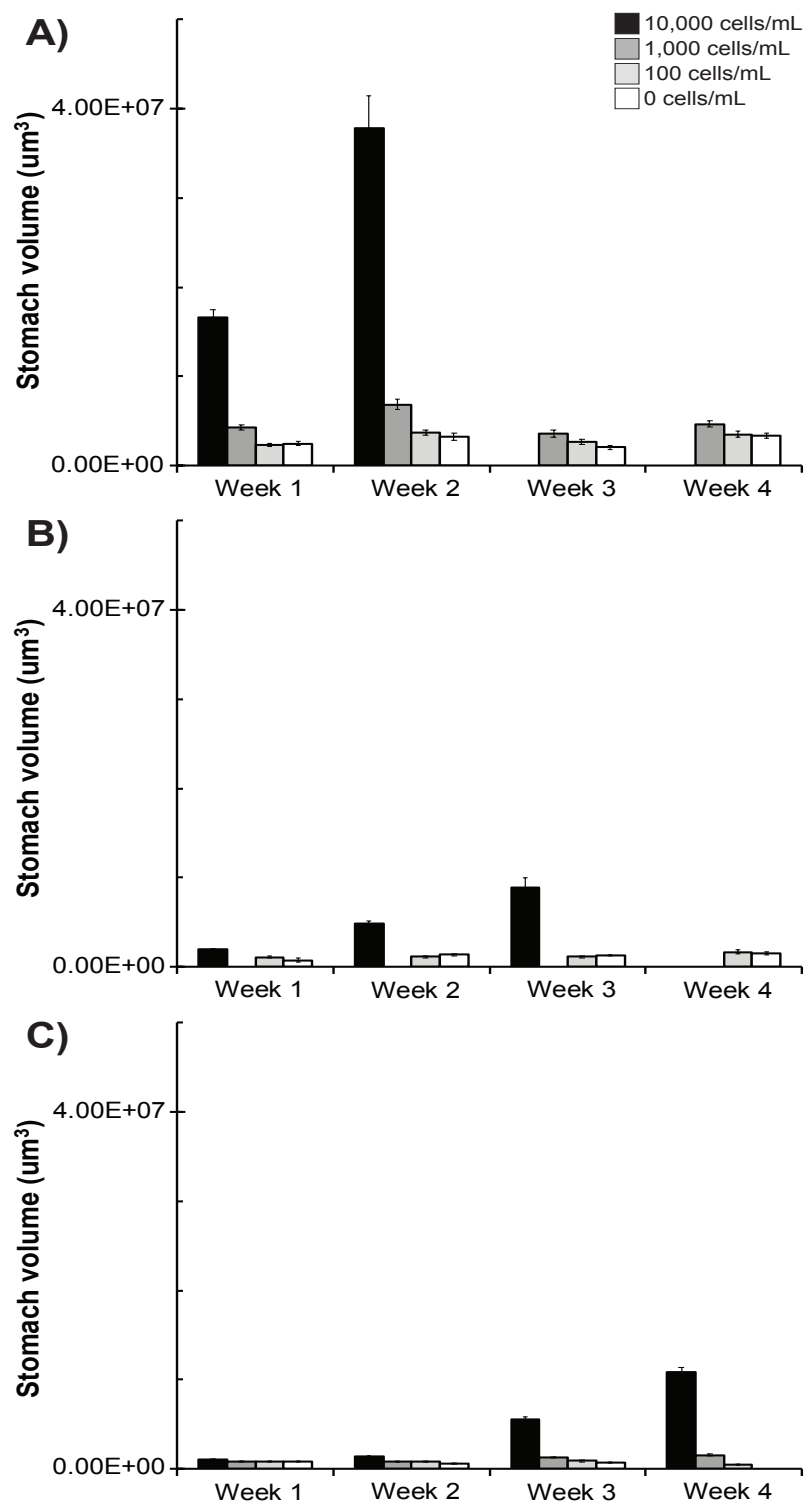 A)
10,000 cells/mL
1,000 cells/mL
100 cells/mL
0 cells/mL
4.00E+07
Stomach volume (um³)
0.00E+00
Week 1 Week 2 Week 3 Week 4
B)
4.00E+07
Stomach volume (um³)
0.00E+00
Week 1 Week 2 Week 3 Week 4
C)
4.00E+07
Stomach volume (um³)
0.00E+00
Week 1 Week 2 Week 3 Week 4